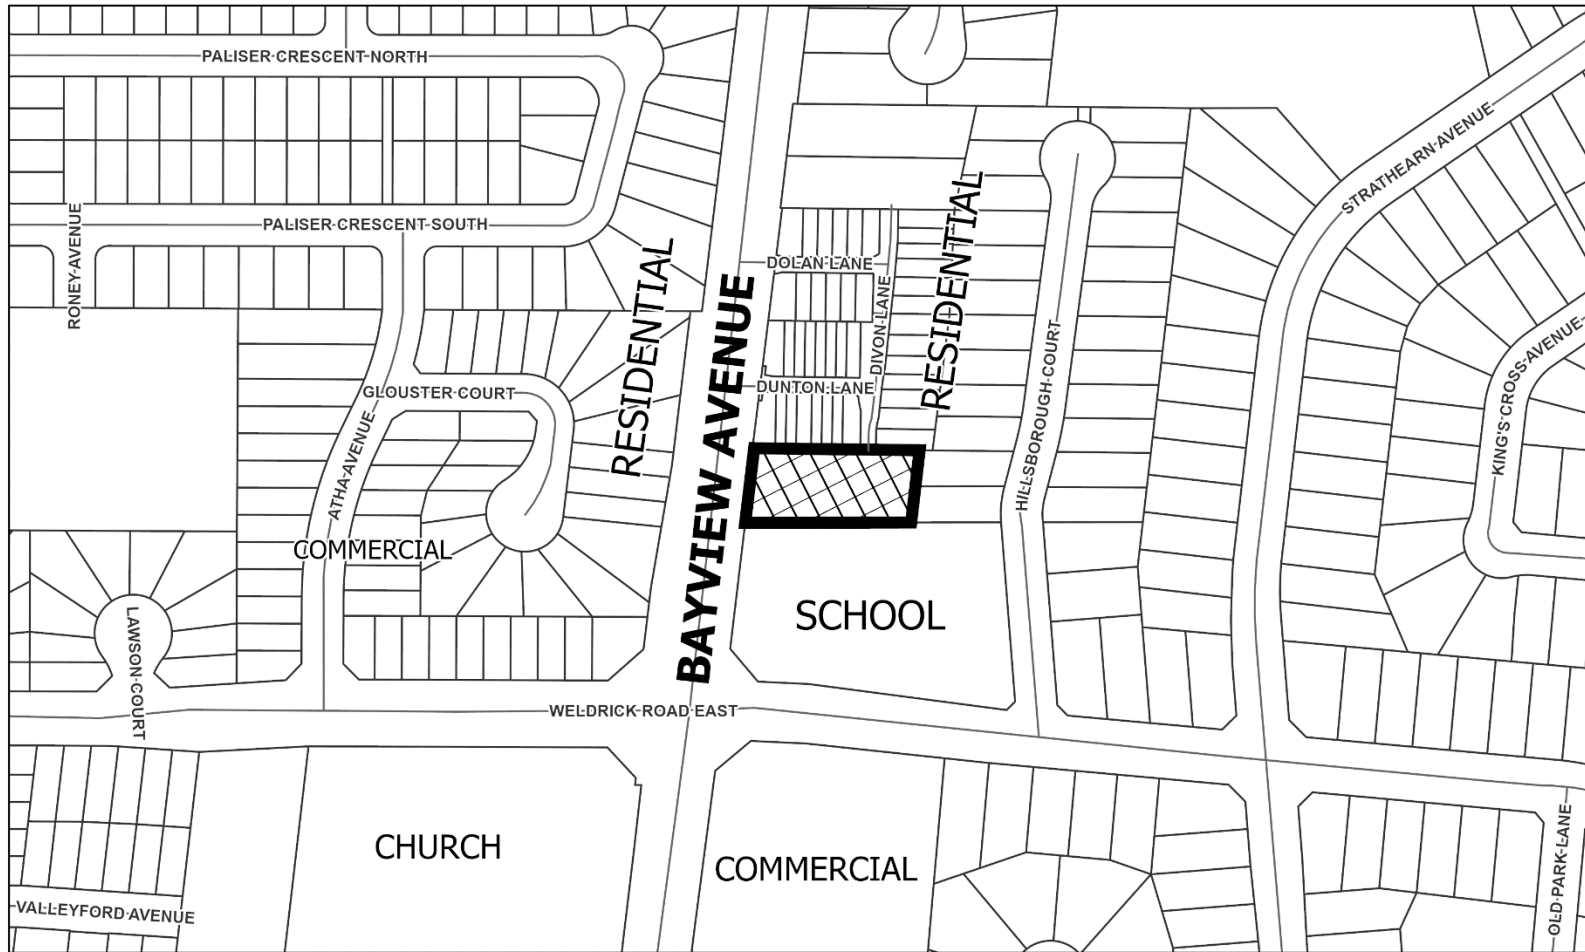 PALISER CRESCENT NORTH
STRATHEARN AVENUE
PALISER CRESCENT SOUTH
RONEY AVENUE
RESIDENTIAL
DOLAN LANE
RESIDENTIAL
DIVON LANE
BAYVIEW AVENUE
DUNTON LANE
HILLSBOROUGH COURT
KING'S CROSS AVENUE
GLOUSTER COURT
ATHA AVENUE
COMMERCIAL
LAWSON COURT
SCHOOL
WELDRICK ROAD EAST
CHURCH
COMMERCIAL
OLD PARK LANE
VALLEYFORD AVENUE